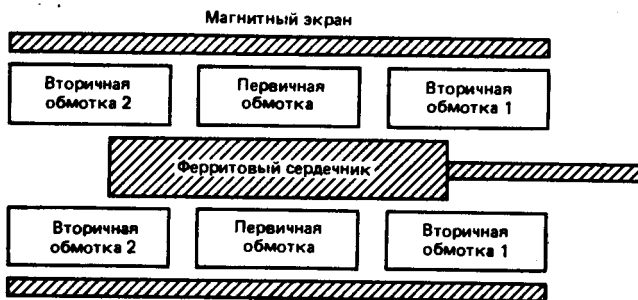 Магнитный экран
Вторичная обмотка 2
Первичная обмотка
Вторичная обмотка 1
Ферритовый сердечник
Вторичная обмотка 2
Первичная обмотка
Вторичная обмотка 1